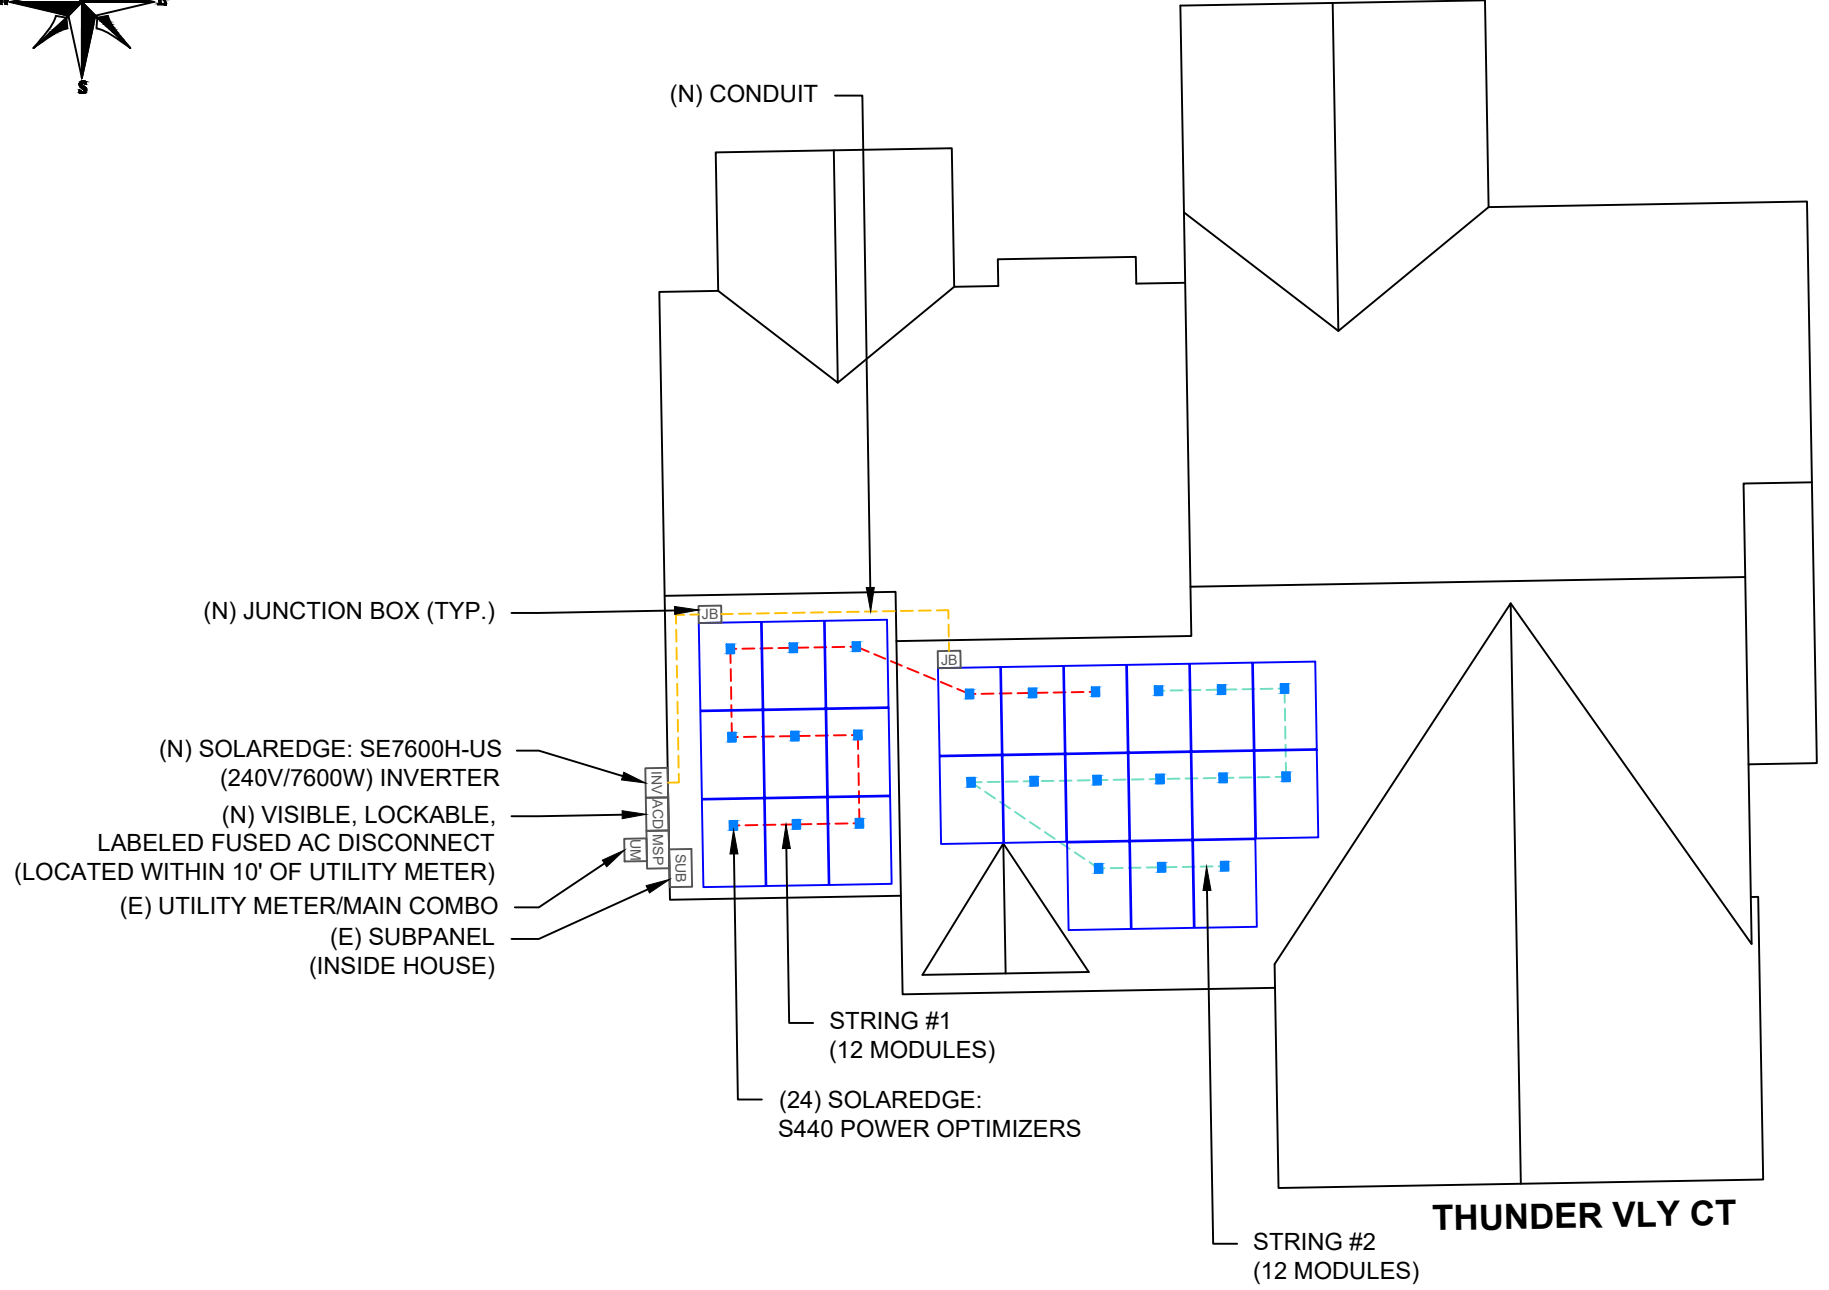 S
(N) CONDUIT
(N) JUNCTION BOX (TYP.)
JB
JB
(N) SOLAREDGE: SE7600H-US
(240V/7600W) INVERTER
(N) VISIBLE, LOCKABLE,
LABELED FUSED AC DISCONNECT
(LOCATED WITHIN 10' OF UTILITY METER)
(E) UTILITY METER/MAIN COMBO
(E) SUBPANEL
(INSIDE HOUSE)
INV
ACD
MSP
UM
SUB
STRING #1
(12 MODULES)
(24) SOLAREDGE:
S440 POWER OPTIMIZERS
THUNDER VLY CT
STRING #2
(12 MODULES)